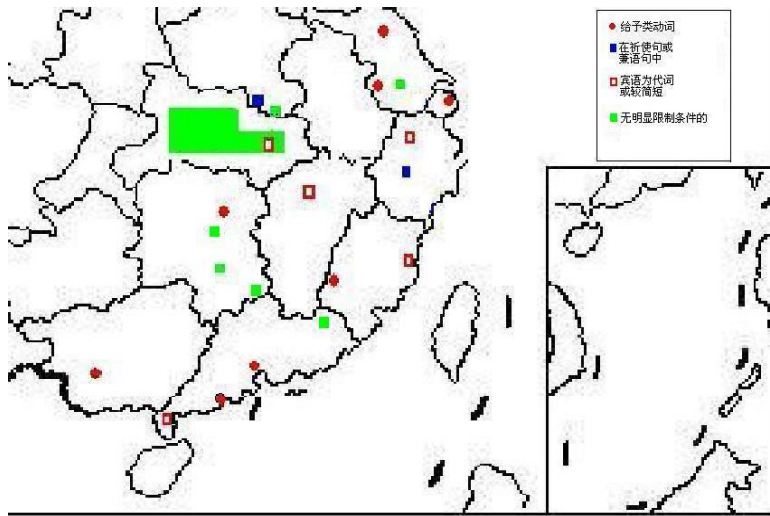 给予类动词
在祈使句或
兼语句中
宾语为代词
或较简短
无明显限制条件的